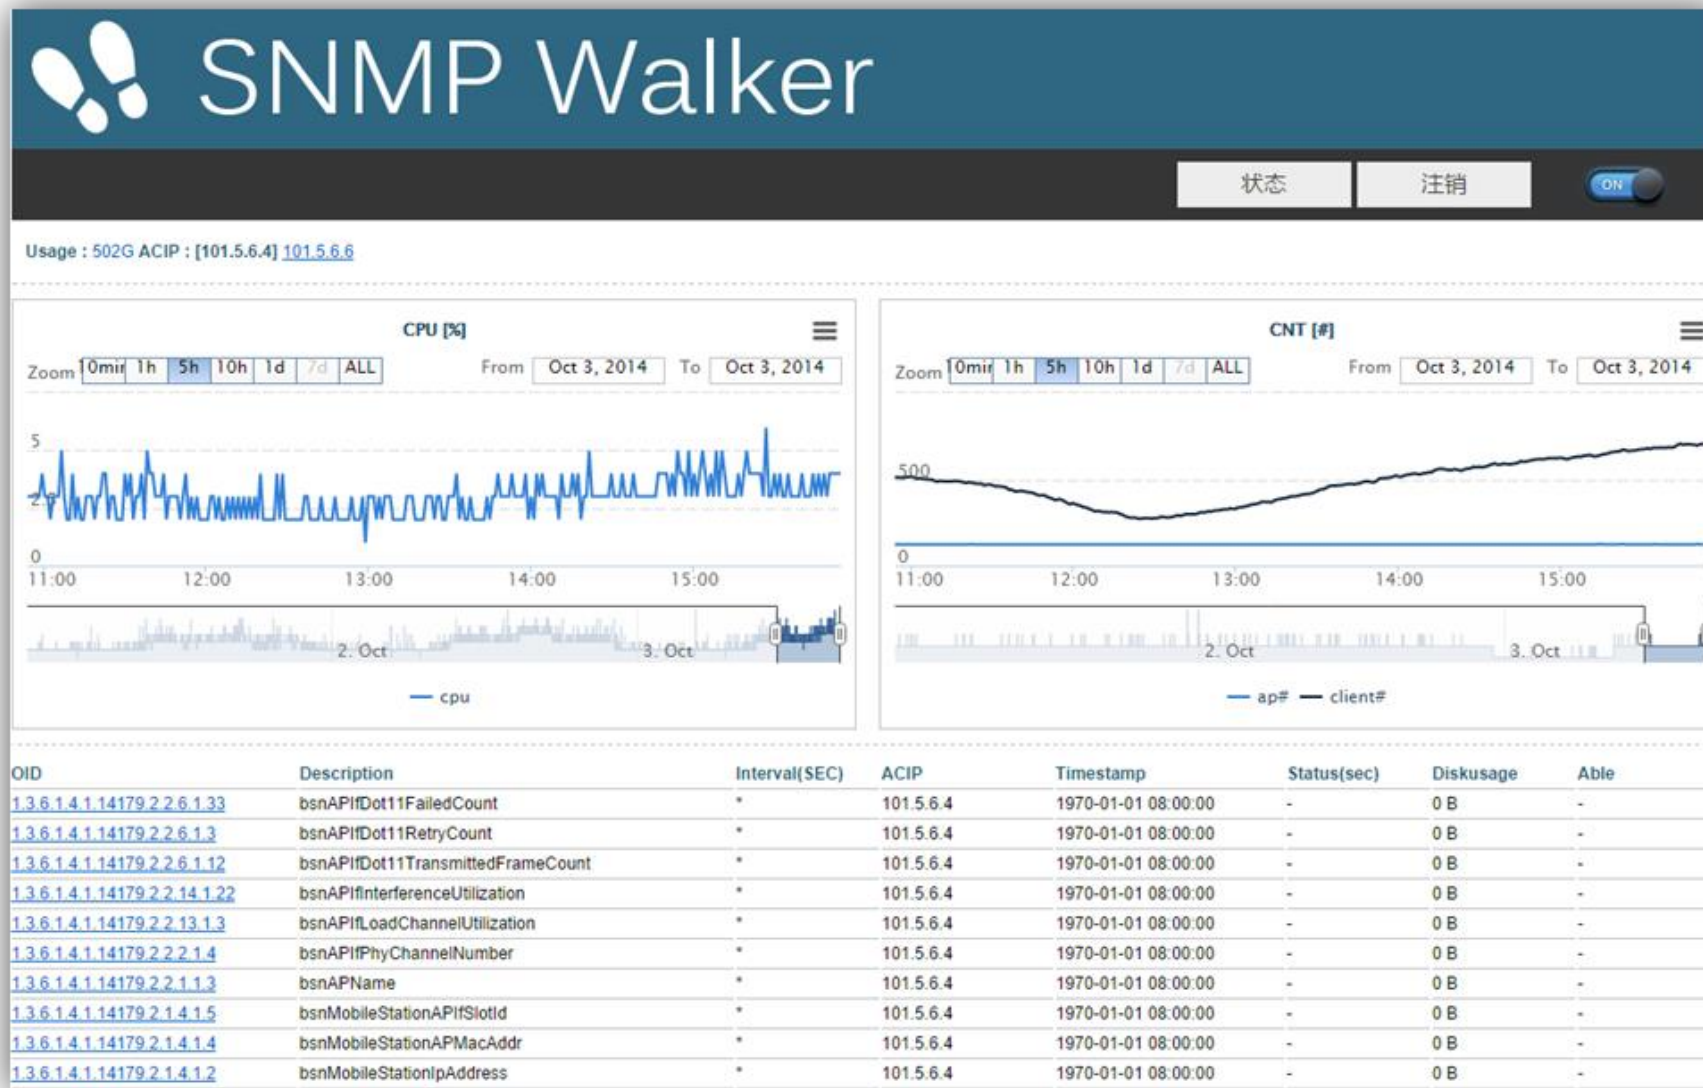 SNMP Walker
状态 注销 ON
Usage : 502G ACIP : [101.5.6.4] 101.5.6.6
CPU [%]
Zoom 10min 1h 5h 10h 1d 7d ALL From Oct 3, 2014 To Oct 3, 2014
5
0
11:00 12:00 13:00 14:00 15:00
2. Oct 3. Oct
cpu
CNT [#]
Zoom 10min 1h 5h 10h 1d 7d ALL From Oct 3, 2014 To Oct 3, 2014
500
0
11:00 12:00 13:00 14:00 15:00
2. Oct 3. Oct
ap# client#
OID Description Interval(SEC) ACIP Timestamp Status(sec) Diskusage Able
1.3.6.1.4.1.14179.2.2.6.1.33 bsnAPIfDot11FailedCount * 101.5.6.4 1970-01-01 08:00:00 - 0 B -
1.3.6.1.4.1.14179.2.2.6.1.3 bsnAPIfDot11RetryCount * 101.5.6.4 1970-01-01 08:00:00 - 0 B -
1.3.6.1.4.1.14179.2.2.6.1.12 bsnAPIfDot11TransmittedFrameCount * 101.5.6.4 1970-01-01 08:00:00 - 0 B -
1.3.6.1.4.1.14179.2.2.14.1.22 bsnAPIfInterferenceUtilization * 101.5.6.4 1970-01-01 08:00:00 - 0 B -
1.3.6.1.4.1.14179.2.2.13.1.3 bsnAPIfLoadChannelUtilization * 101.5.6.4 1970-01-01 08:00:00 - 0 B -
1.3.6.1.4.1.14179.2.2.2.1.4 bsnAPIfPhyChannelNumber * 101.5.6.4 1970-01-01 08:00:00 - 0 B -
1.3.6.1.4.1.14179.2.2.1.1.3 bsnAPName * 101.5.6.4 1970-01-01 08:00:00 - 0 B -
1.3.6.1.4.1.14179.2.1.4.1.5 bsnMobileStationAPIfSlotId * 101.5.6.4 1970-01-01 08:00:00 - 0 B -
1.3.6.1.4.1.14179.2.1.4.1.4 bsnMobileStationAPMacAddr * 101.5.6.4 1970-01-01 08:00:00 - 0 B -
1.3.6.1.4.1.14179.2.1.4.1.2 bsnMobileStationIpAddress * 101.5.6.4 1970-01-01 08:00:00 - 0 B -